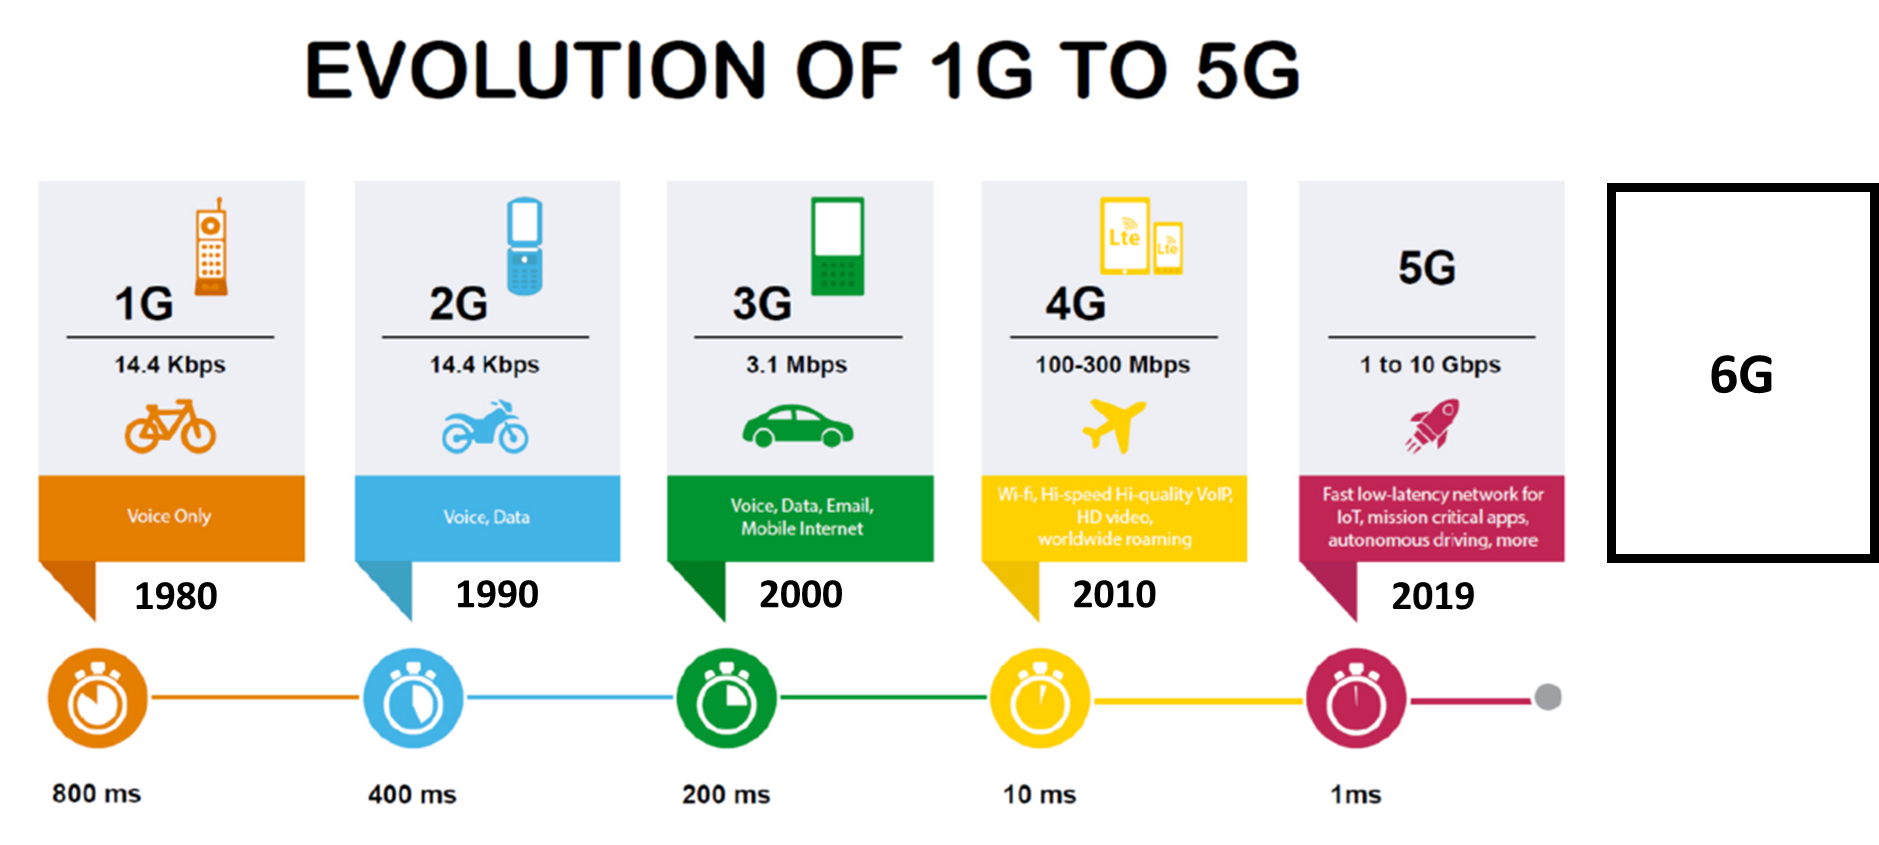 EVOLUTION OF 1G TO 5G
1G
14.4 Kbps
Voice Only
1980
800 ms
2G
14.4 Kbps
Voice, Data
1990
400 ms
3G
3.1 Mbps
Voice, Data, Email,
Mobile Internet
2000
200 ms
Lte
Lte
4G
100-300 Mbps
Wi-fi, Hi-speed Hi-quality VoIP,
HD video,
worldwide roaming
2010
10 ms
5G
1 to 10 Gbps
Fast low-latency network for
IoT, mission critical apps,
autonomous driving, more
2019
1ms
6G